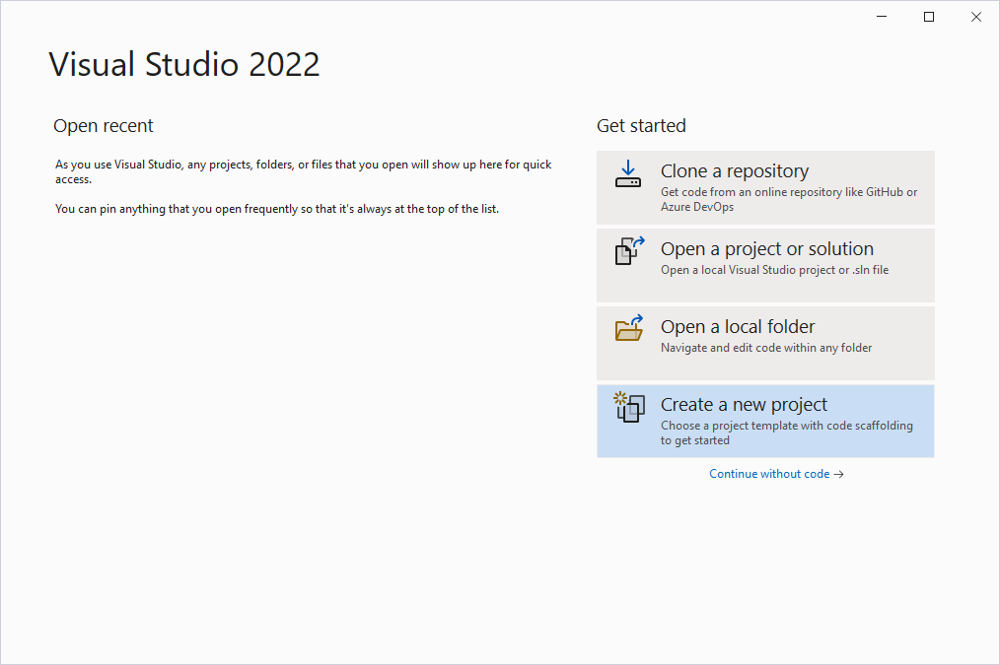 Visual Studio 2022
Open recent
As you use Visual Studio, any projects, folders, or files that you open will show up here for quick
access.
You can pin anything that you open frequently so that it's always at the top of the list.
Get started
Clone a repository
Get code from an online repository like GitHub or
Azure DevOps
Open a project or solution
Open a local Visual Studio project or .sln file
Open a local folder
Navigate and edit code within any folder
Create a new project
Choose a project template with code scaffolding
to get started
Continue without code →